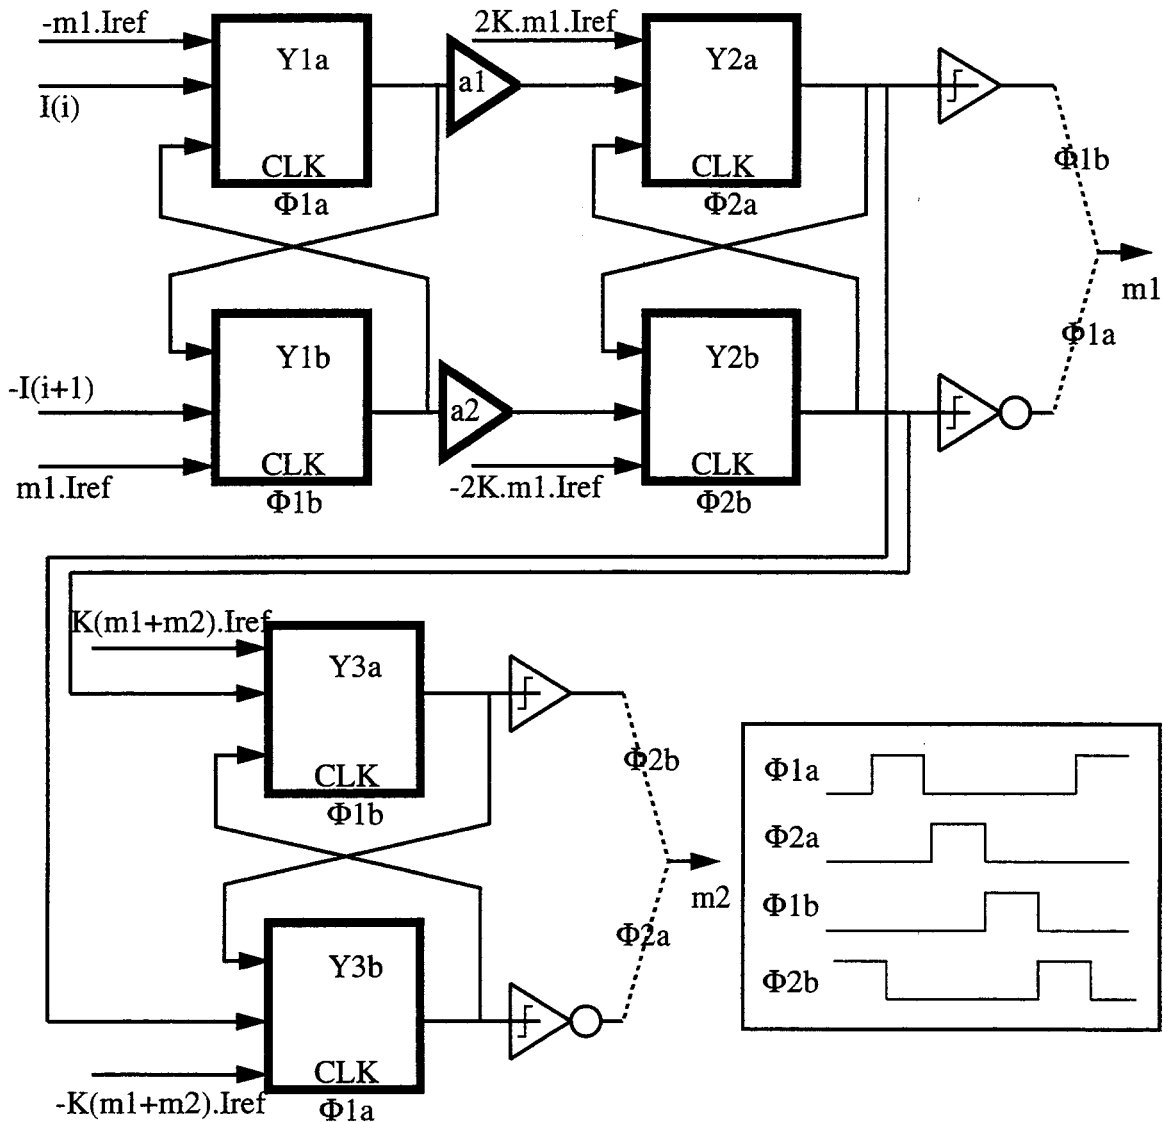 -m1.Iref
2K.m1.Iref
Y1a
a1
Y2a
I(i)
CLK
CLK
Φ1a
Φ2a
Φ1b
m1
Φ1a
Y1b
Y2b
-I(i+1)
a2
CLK
CLK
m1.Iref
-2K.m1.Iref
Φ1b
Φ2b
K(m1+m2).Iref
Y3a
CLK
Φ1b
Φ2b
m2
Φ2a
Y3b
CLK
-K(m1+m2).Iref
Φ1a
Φ1a
Φ2a
Φ1b
Φ2b